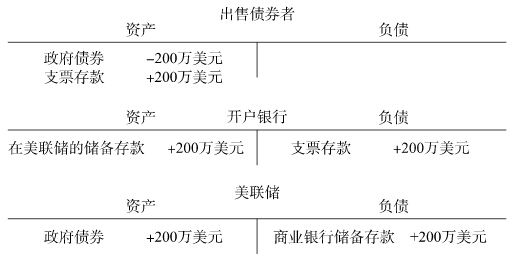 出售债券者
资产 负债
政府债券 -200万美元
支票存款 +200万美元
资产 开户银行 负债
在美联储的储备存款 +200万美元 支票存款 +200万美元
美联储
资产 负债
政府债券 +200万美元 商业银行储备存款 +200万美元